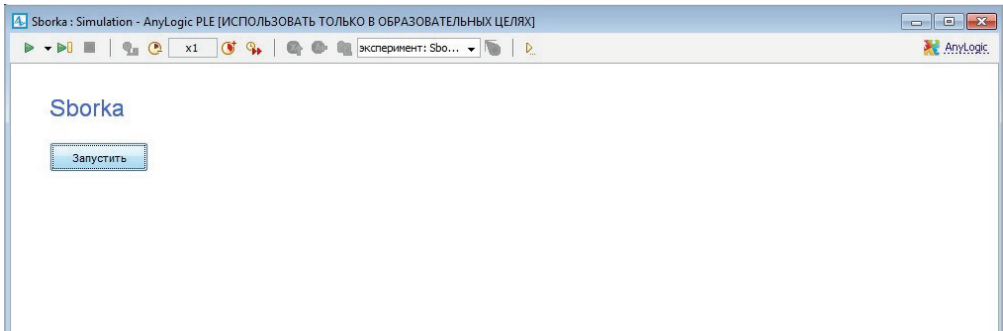 Sborka : Simulation - AnyLogic PLE [ИСПОЛЬЗОВАТЬ ТОЛЬКО В ОБРАЗОВАТЕЛЬНЫХ ЦЕЛЯХ]
x1 эксперимент: Sbo... AnyLogic
Sborka
Запустить